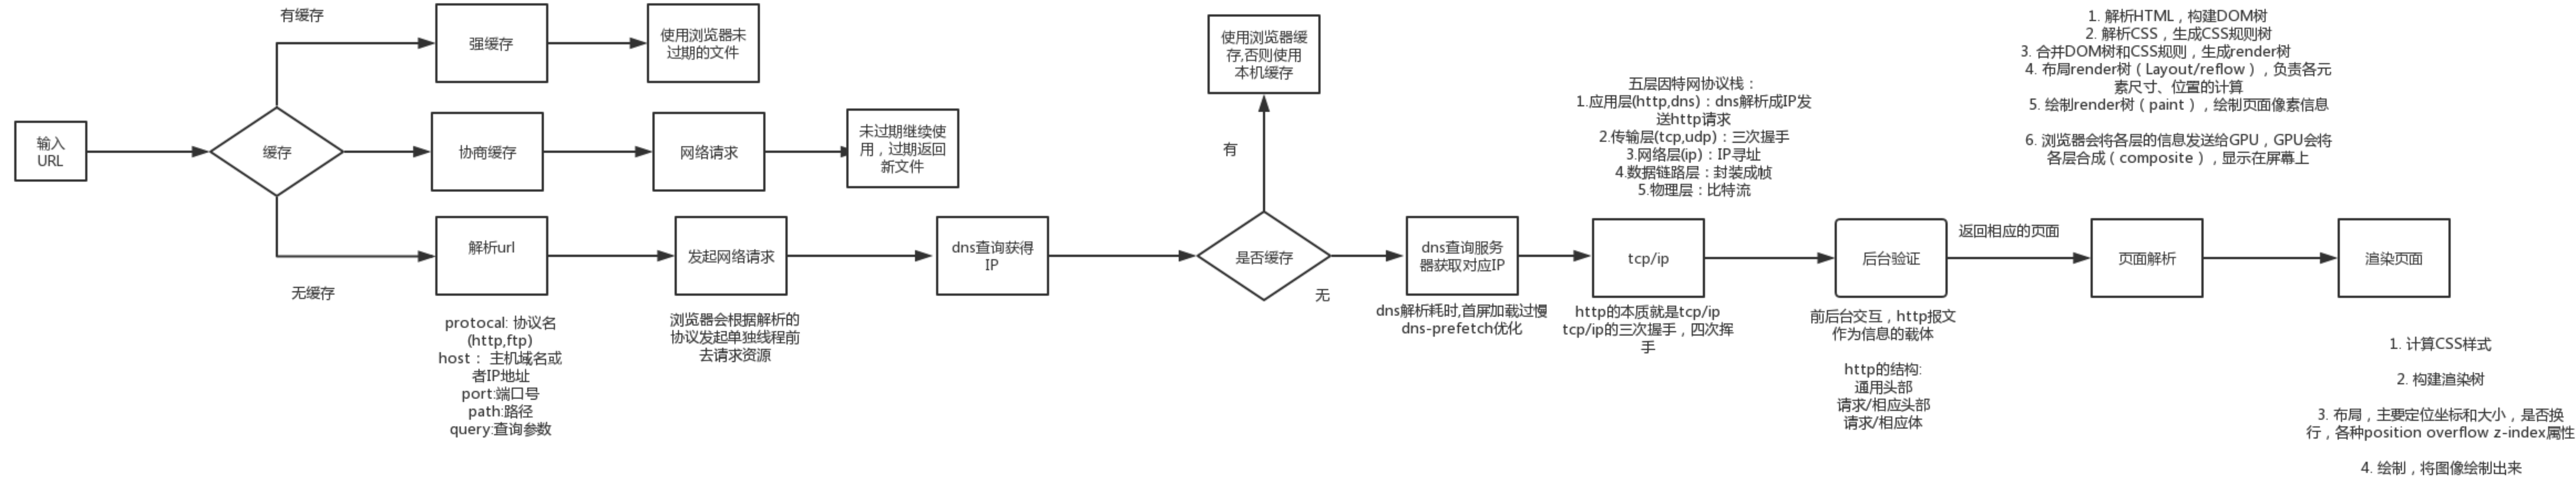 输入
URL
缓存
有缓存
强缓存
使用浏览器未
过期的文件
协商缓存
网络请求
未过期继续使
用，过期返回
新文件
无缓存
解析url
protocal: 协议名
(http,ftp)
host： 主机域名或
者IP地址
port:端口号
path:路径
query:查询参数
发起网络请求
浏览器会根据解析的
协议发起单独线程前
去请求资源
dns查询获得
IP
是否缓存
有
使用浏览器缓
存,否则使用
本机缓存
无
dns查询服务
器获取对应IP
dns解析耗时,首屏加载过慢
dns-prefetch优化
五层因特网协议栈：
1.应用层(http,dns)：dns解析成IP发
送http请求
2.传输层(tcp,udp)：三次握手
3.网络层(ip)：IP寻址
4.数据链路层：封装成帧
5.物理层：比特流
tcp/ip
http的本质就是tcp/ip
tcp/ip的三次握手，四次挥
手
后台验证
前后台交互，http报文
作为信息的载体
http的结构:
通用头部
请求/相应头部
请求/相应体
返回相应的页面
1. 解析HTML，构建DOM树
2. 解析CSS，生成CSS规则树
3. 合并DOM树和CSS规则，生成render树
4. 布局render树（Layout/reflow），负责各元
素尺寸、位置的计算
5. 绘制render树（paint），绘制页面像素信息
6. 浏览器会将各层的信息发送给GPU，GPU会将
各层合成（composite），显示在屏幕上
页面解析
渲染页面
1. 计算CSS样式
2. 构建渲染树
3. 布局，主要定位坐标和大小，是否换
行，各种position overflow z-index属性
4. 绘制，将图像绘制出来